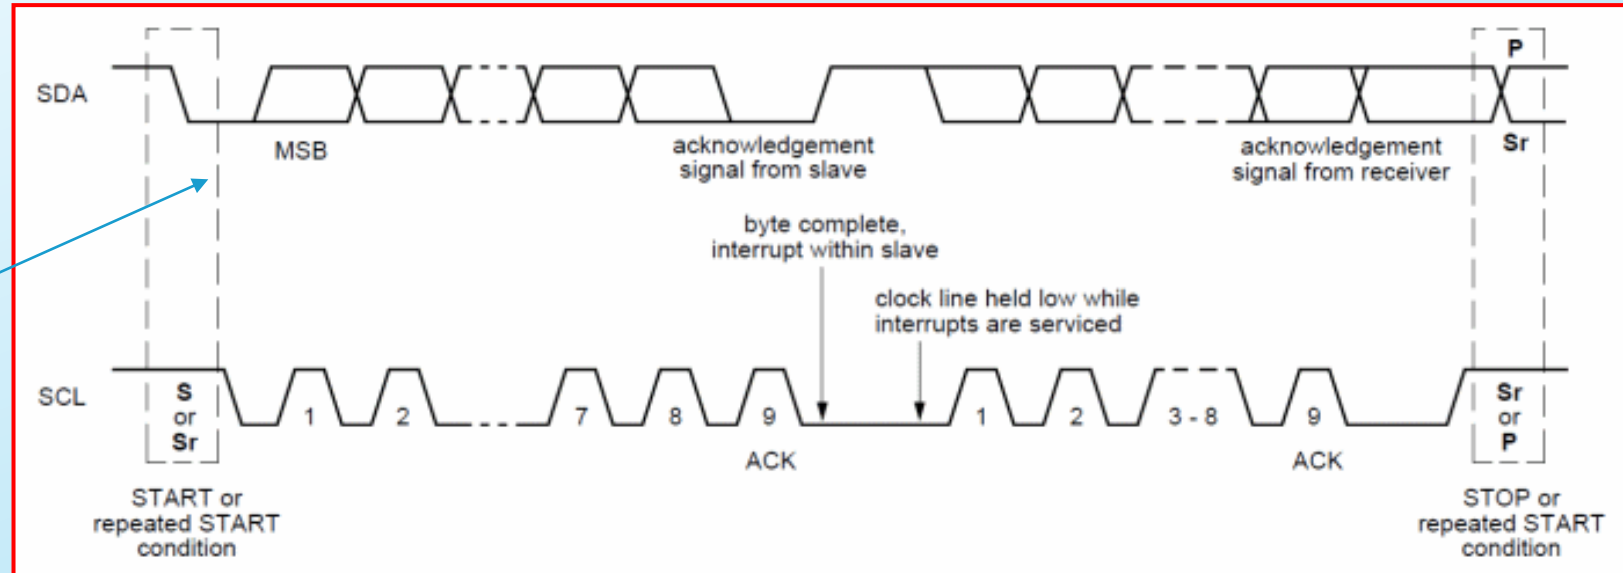 P
SDA
MSB
acknowledgement
signal from slave
acknowledgement
signal from receiver
Sr
byte complete,
interrupt within slave
clock line held low while
interrupts are serviced
SCL
S
or
Sr
1
2
7
8
9
1
2
3 - 8
9
Sr
or
P
ACK
ACK
START or
repeated START
condition
STOP or
repeated START
condition